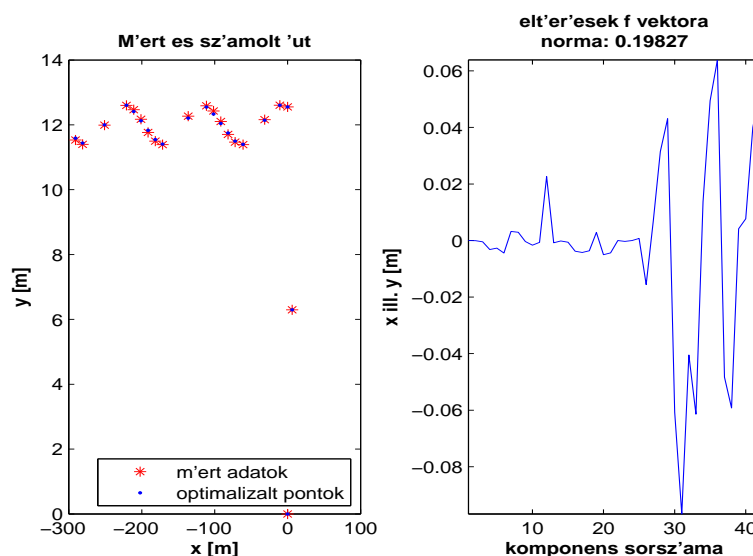 M'ert es sz'amolt 'ut
14
12
10
8
6
4
2
0
y [m]
−300
−200
−100
0
100
x [m]
m'ert adatok
optimalizalt pontok
elt'er'esek f vektora
norma: 0.19827
0.06
0.04
0.02
0
−0.02
−0.04
−0.06
−0.08
x ill. y [m]
10
20
30
40
komponens sorsz'ama